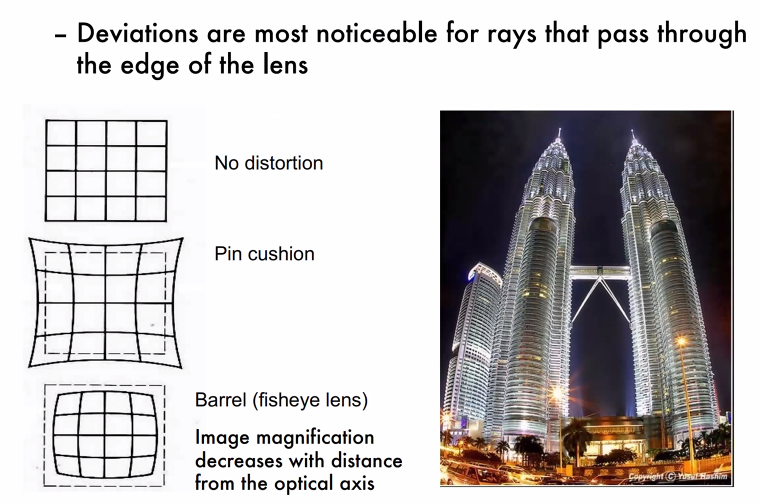 – Deviations are most noticeable for rays that pass through
the edge of the lens
No distortion
Pin cushion
Barrel (fisheye lens)
Image magnification
decreases with distance
from the optical axis
Copyright (C) Yusuf Hashim